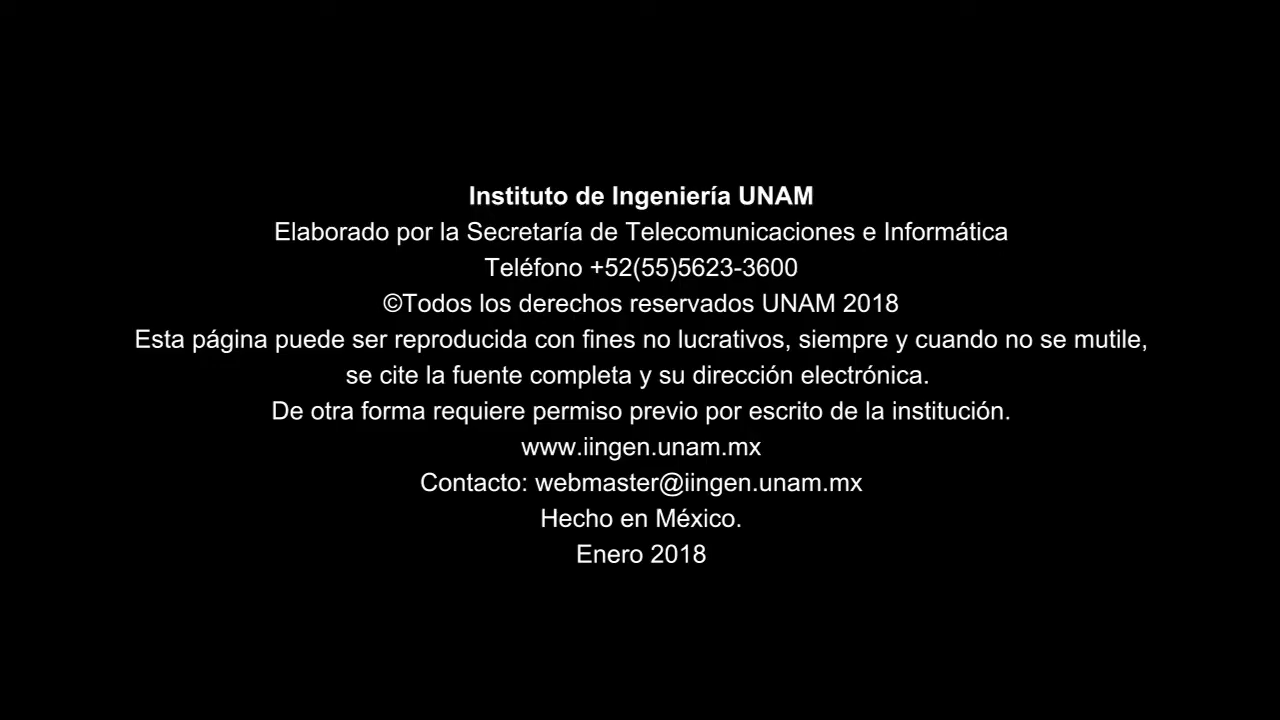 Instituto de Ingeniería UNAM
Elaborado por la Secretaría de Telecomunicaciones e Informática
Teléfono +52(55)5623-3600
©Todos los derechos reservados UNAM 2018
Esta página puede ser reproducida con fines no lucrativos, siempre y cuando no se mutile,
se cite la fuente completa y su dirección electrónica.
De otra forma requiere permiso previo por escrito de la institución.
www.iingen.unam.mx
Contacto: webmaster@iingen.unam.mx
Hecho en México.
Enero 2018